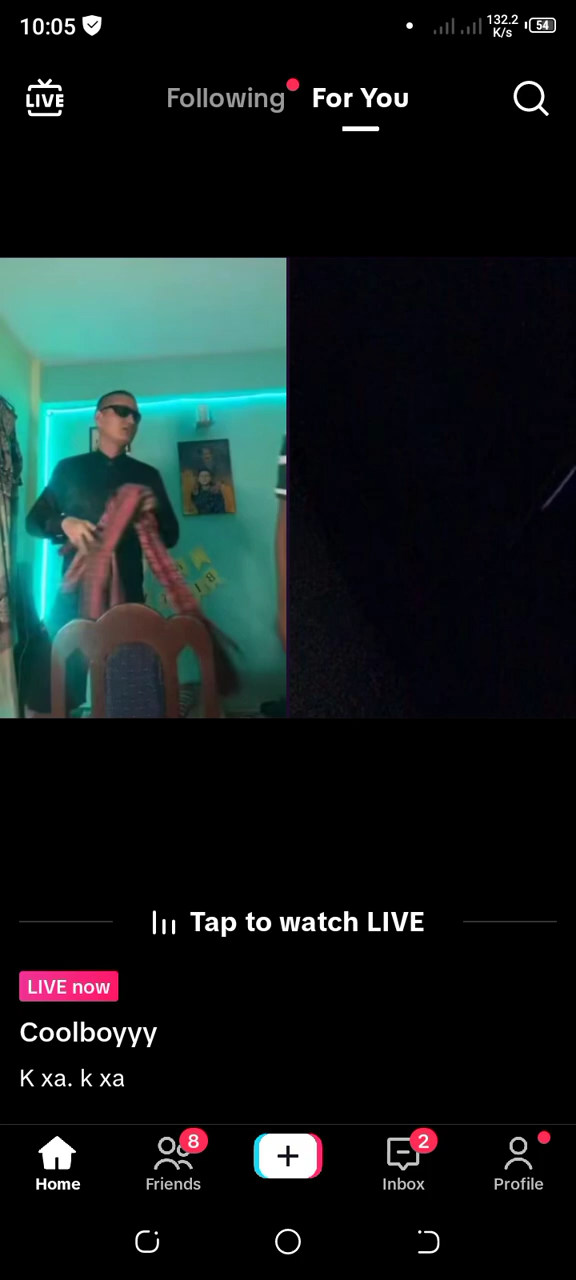 10:05
132.2
K/s
54
LIVE
Following
For You
Tap to watch LIVE
LIVE now
Coolboyyy
K xa. k xa
8
2
Home
Friends
Inbox
Profile